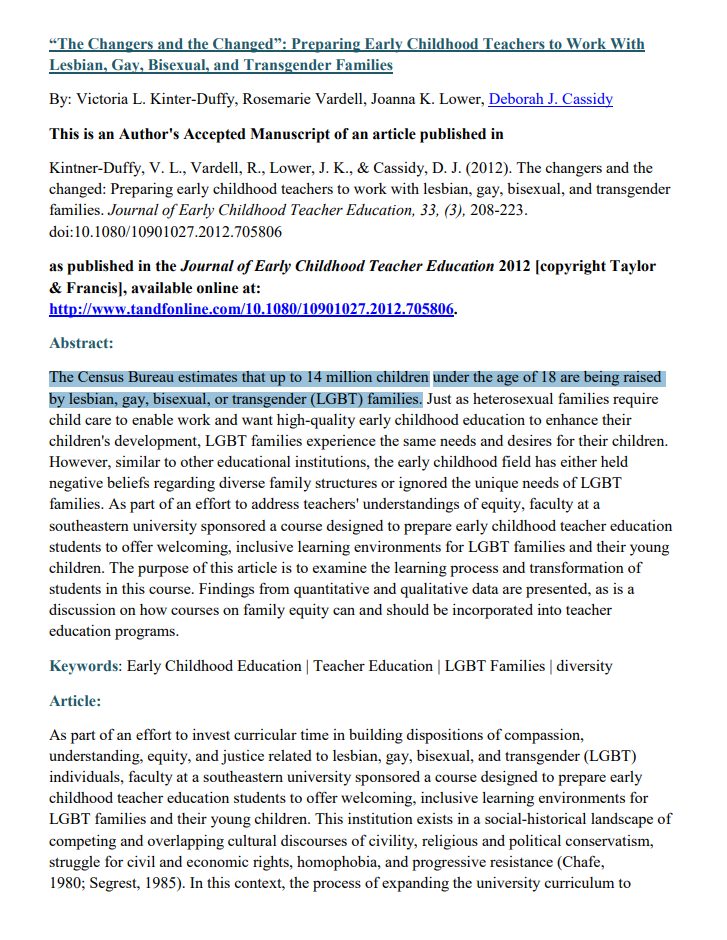 “The Changers and the Changed”: Preparing Early Childhood Teachers to Work With
Lesbian, Gay, Bisexual, and Transgender Families
By: Victoria L. Kinter-Duffy, Rosemarie Vardell, Joanna K. Lower, Deborah J. Cassidy
This is an Author's Accepted Manuscript of an article published in
Kintner-Duffy, V. L., Vardell, R., Lower, J. K., & Cassidy, D. J. (2012). The changers and the
changed: Preparing early childhood teachers to work with lesbian, gay, bisexual, and transgender
families. Journal of Early Childhood Teacher Education, 33, (3), 208-223.
doi:10.1080/10901027.2012.705806
as published in the Journal of Early Childhood Teacher Education 2012 [copyright Taylor
& Francis], available online at:
http://www.tandfonline.com/10.1080/10901027.2012.705806.
Abstract:
The Census Bureau estimates that up to 14 million children under the age of 18 are being raised
by lesbian, gay, bisexual, or transgender (LGBT) families. Just as heterosexual families require
child care to enable work and want high-quality early childhood education to enhance their
children's development, LGBT families experience the same needs and desires for their children.
However, similar to other educational institutions, the early childhood field has either held
negative beliefs regarding diverse family structures or ignored the unique needs of LGBT
families. As part of an effort to address teachers' understandings of equity, faculty at a
southeastern university sponsored a course designed to prepare early childhood teacher education
students to offer welcoming, inclusive learning environments for LGBT families and their young
children. The purpose of this article is to examine the learning process and transformation of
students in this course. Findings from quantitative and qualitative data are presented, as is a
discussion on how courses on family equity can and should be incorporated into teacher
education programs.
Keywords: Early Childhood Education | Teacher Education | LGBT Families | diversity
Article:
As part of an effort to invest curricular time in building dispositions of compassion,
understanding, equity, and justice related to lesbian, gay, bisexual, and transgender (LGBT)
individuals, faculty at a southeastern university sponsored a course designed to prepare early
childhood teacher education students to offer welcoming, inclusive learning environments for
LGBT families and their young children. This institution exists in a social-historical landscape of
competing and overlapping cultural discourses of civility, religious and political conservatism,
struggle for civil and economic rights, homophobia, and progressive resistance (Chafe,
1980; Segrest, 1985). In this context, the process of expanding the university curriculum to